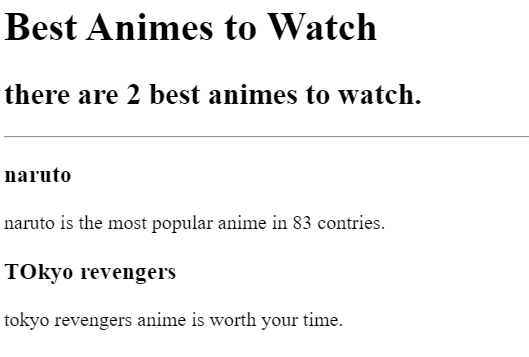 Best Animes to Watch
there are 2 best animes to watch.
naruto
naruto is the most popular anime in 83 contries.
TOkyo revengers
tokyo revengers anime is worth your time.